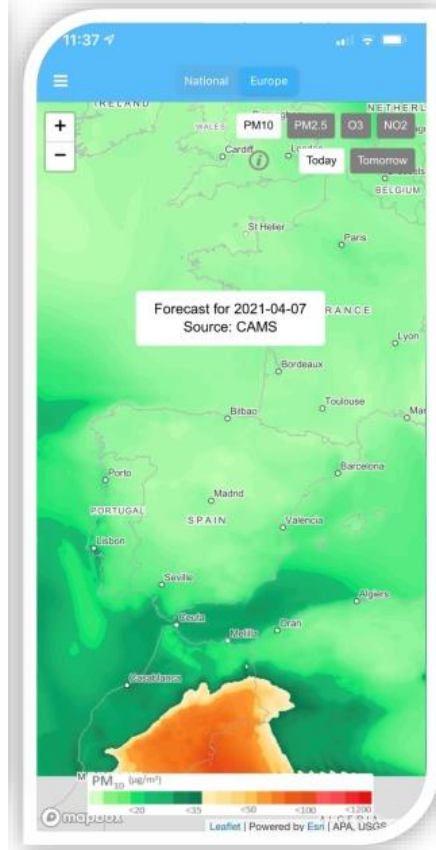 11:37
National Europe
IRELAND
NETHERL
WALES
PM10 PM2.5 O3 NO2
Cardiff
London
Today Tomorrow
BELGIUM
St Helier
Paris
Forecast for 2021-04-07
Source: CAMS
RANCE
Lyon
Bordeaux
Toulouse
Bilbao
Mar
Porto
Barcelona
Madrid
PORTUGAL
SPAIN
Valencia
Lisbon
Seville
Algiers
Ceuta
Oran
Melilla
Casablanca
M
PM10 (µg/m³)
<20 <35 <50 <100 <1200
mapbox
ALGERIA
Leaflet | Powered by Esri | APA, USGS